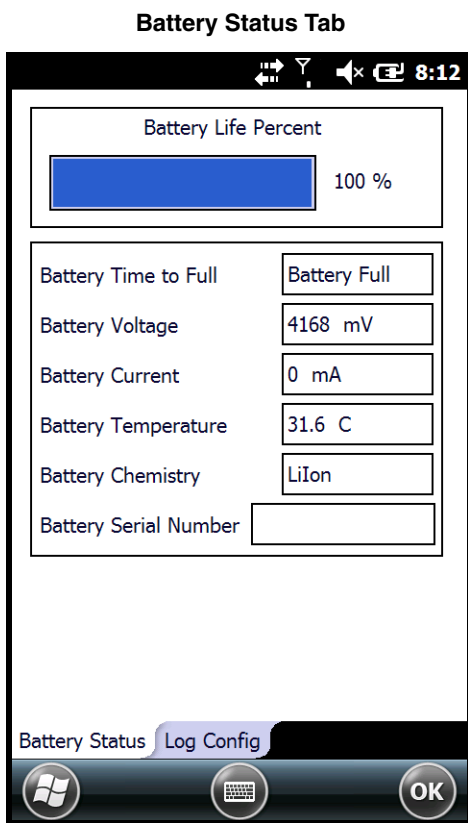 Battery Status Tab
8:12
Battery Life Percent
100 %
Battery Time to Full Battery Full
Battery Voltage 4168 mV
Battery Current 0 mA
Battery Temperature 31.6 C
Battery Chemistry LiIon
Battery Serial Number
Battery Status Log Config
OK